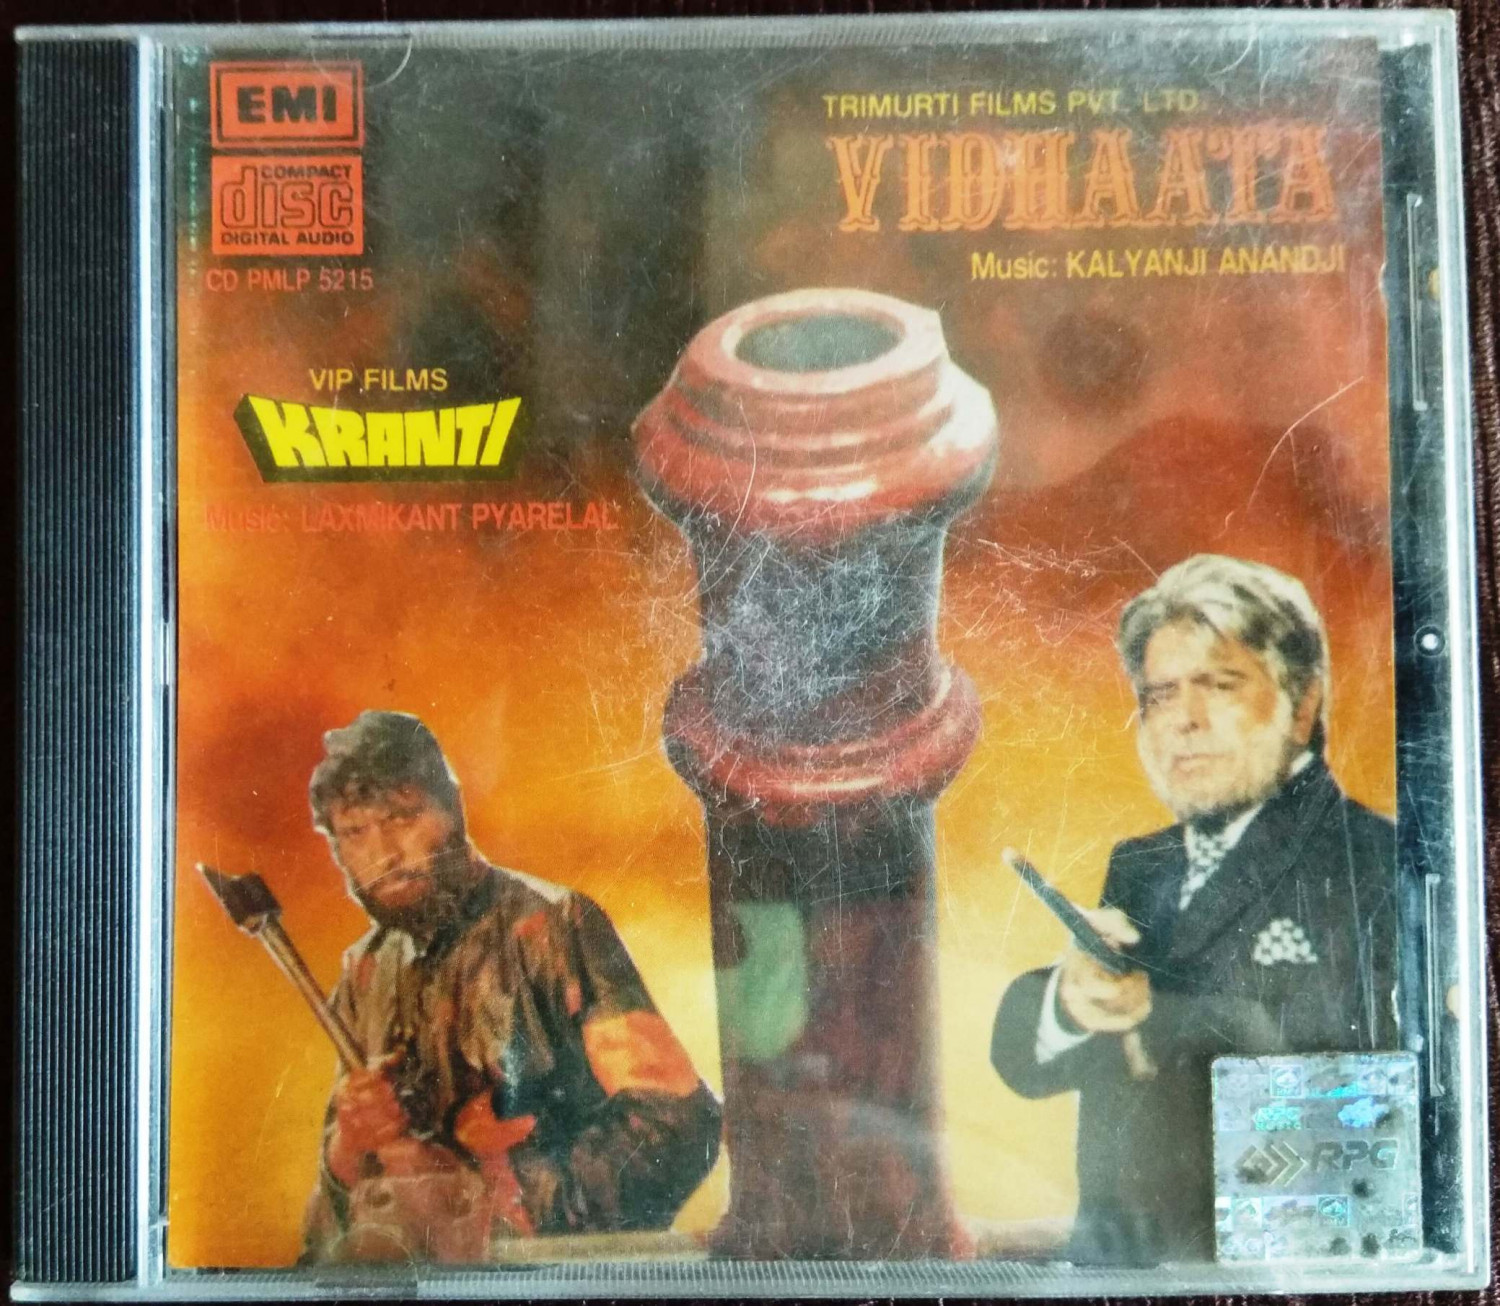 EMI
COMPACT
disc
DIGITAL AUDIO
CD PMLP 5215
TRIMURTI FILMS PVT. LTD.
VIDHAATA
Music: KALYANJI ANANDJI
VIP FILMS
KRANTI
Music: LAXMIKANT PYARELAL
RPG